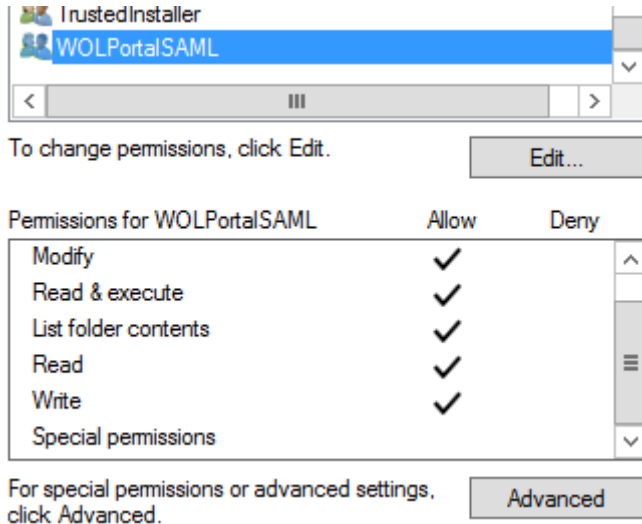 TrustedInstaller
WOLPortalSAML
To change permissions, click Edit.
Edit...
Permissions for WOLPortalSAML Allow Deny
Modify
Read & execute
List folder contents
Read
Write
Special permissions
For special permissions or advanced settings,
click Advanced.
Advanced